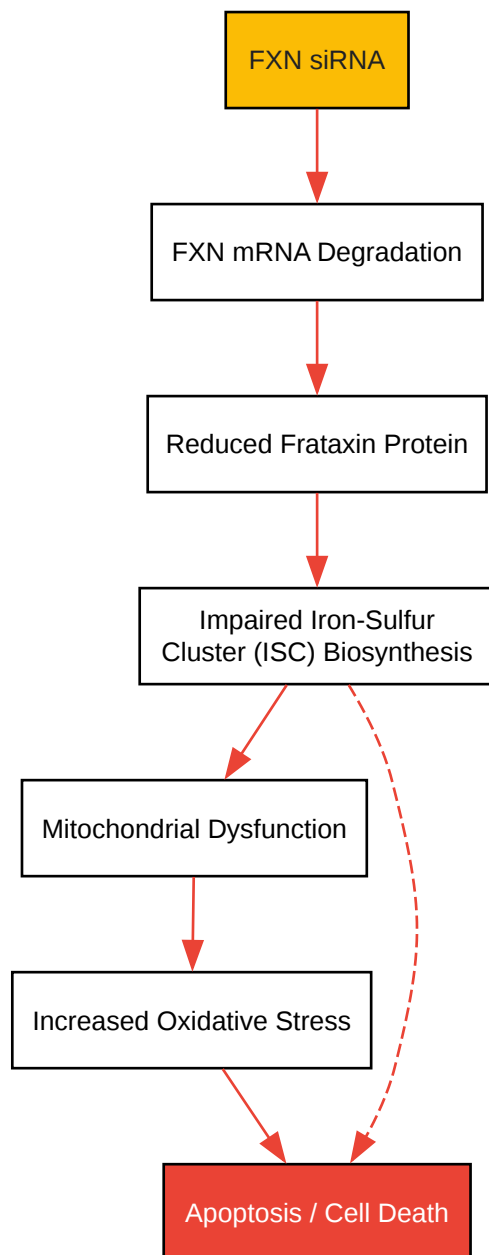 FXN siRNA
FXN mRNA Degradation
Reduced Frataxin Protein
Impaired Iron-Sulfur
Cluster (ISC) Biosynthesis
Mitochondrial Dysfunction
Increased Oxidative Stress
Apoptosis / Cell Death